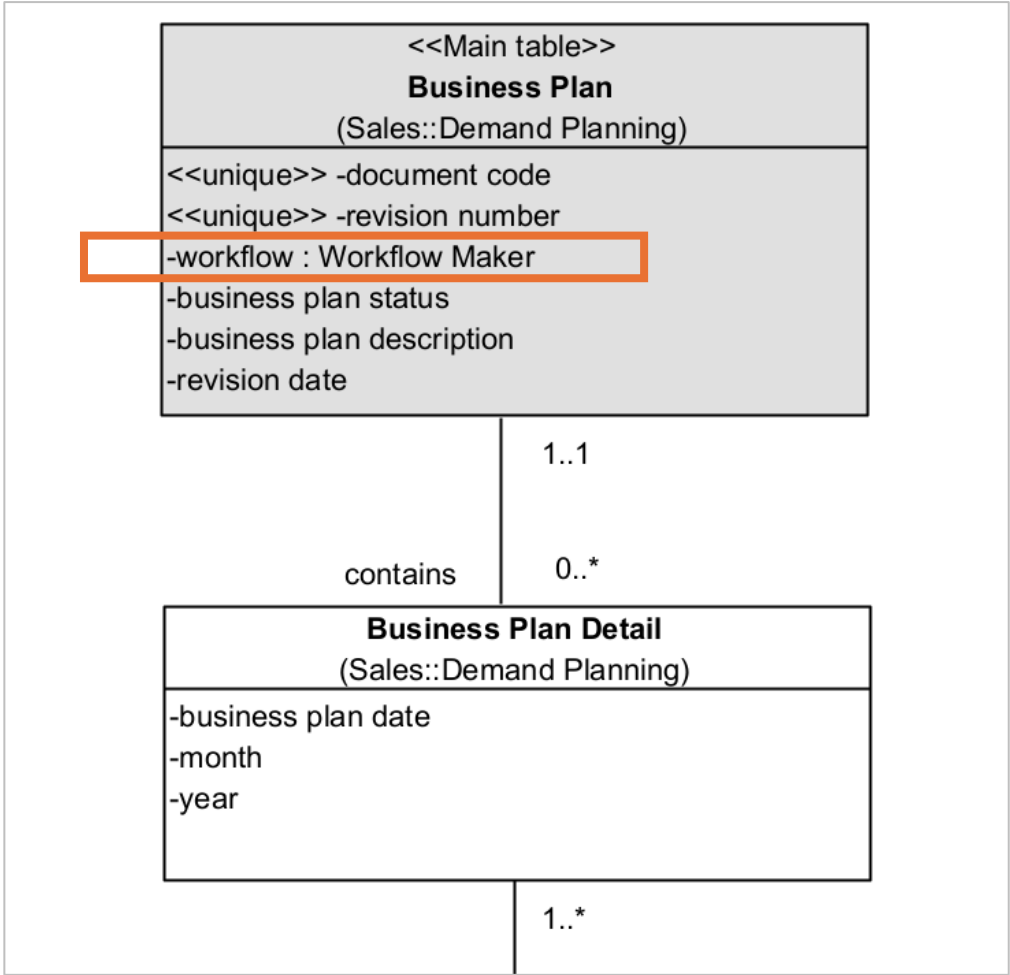 <<Main table>>
Business Plan
(Sales::Demand Planning)
<<unique>> -document code
<<unique>> -revision number
-workflow : Workflow Maker
-business plan status
-business plan description
-revision date
1..1
contains 0..*
Business Plan Detail
(Sales::Demand Planning)
-business plan date
-month
-year
1..*